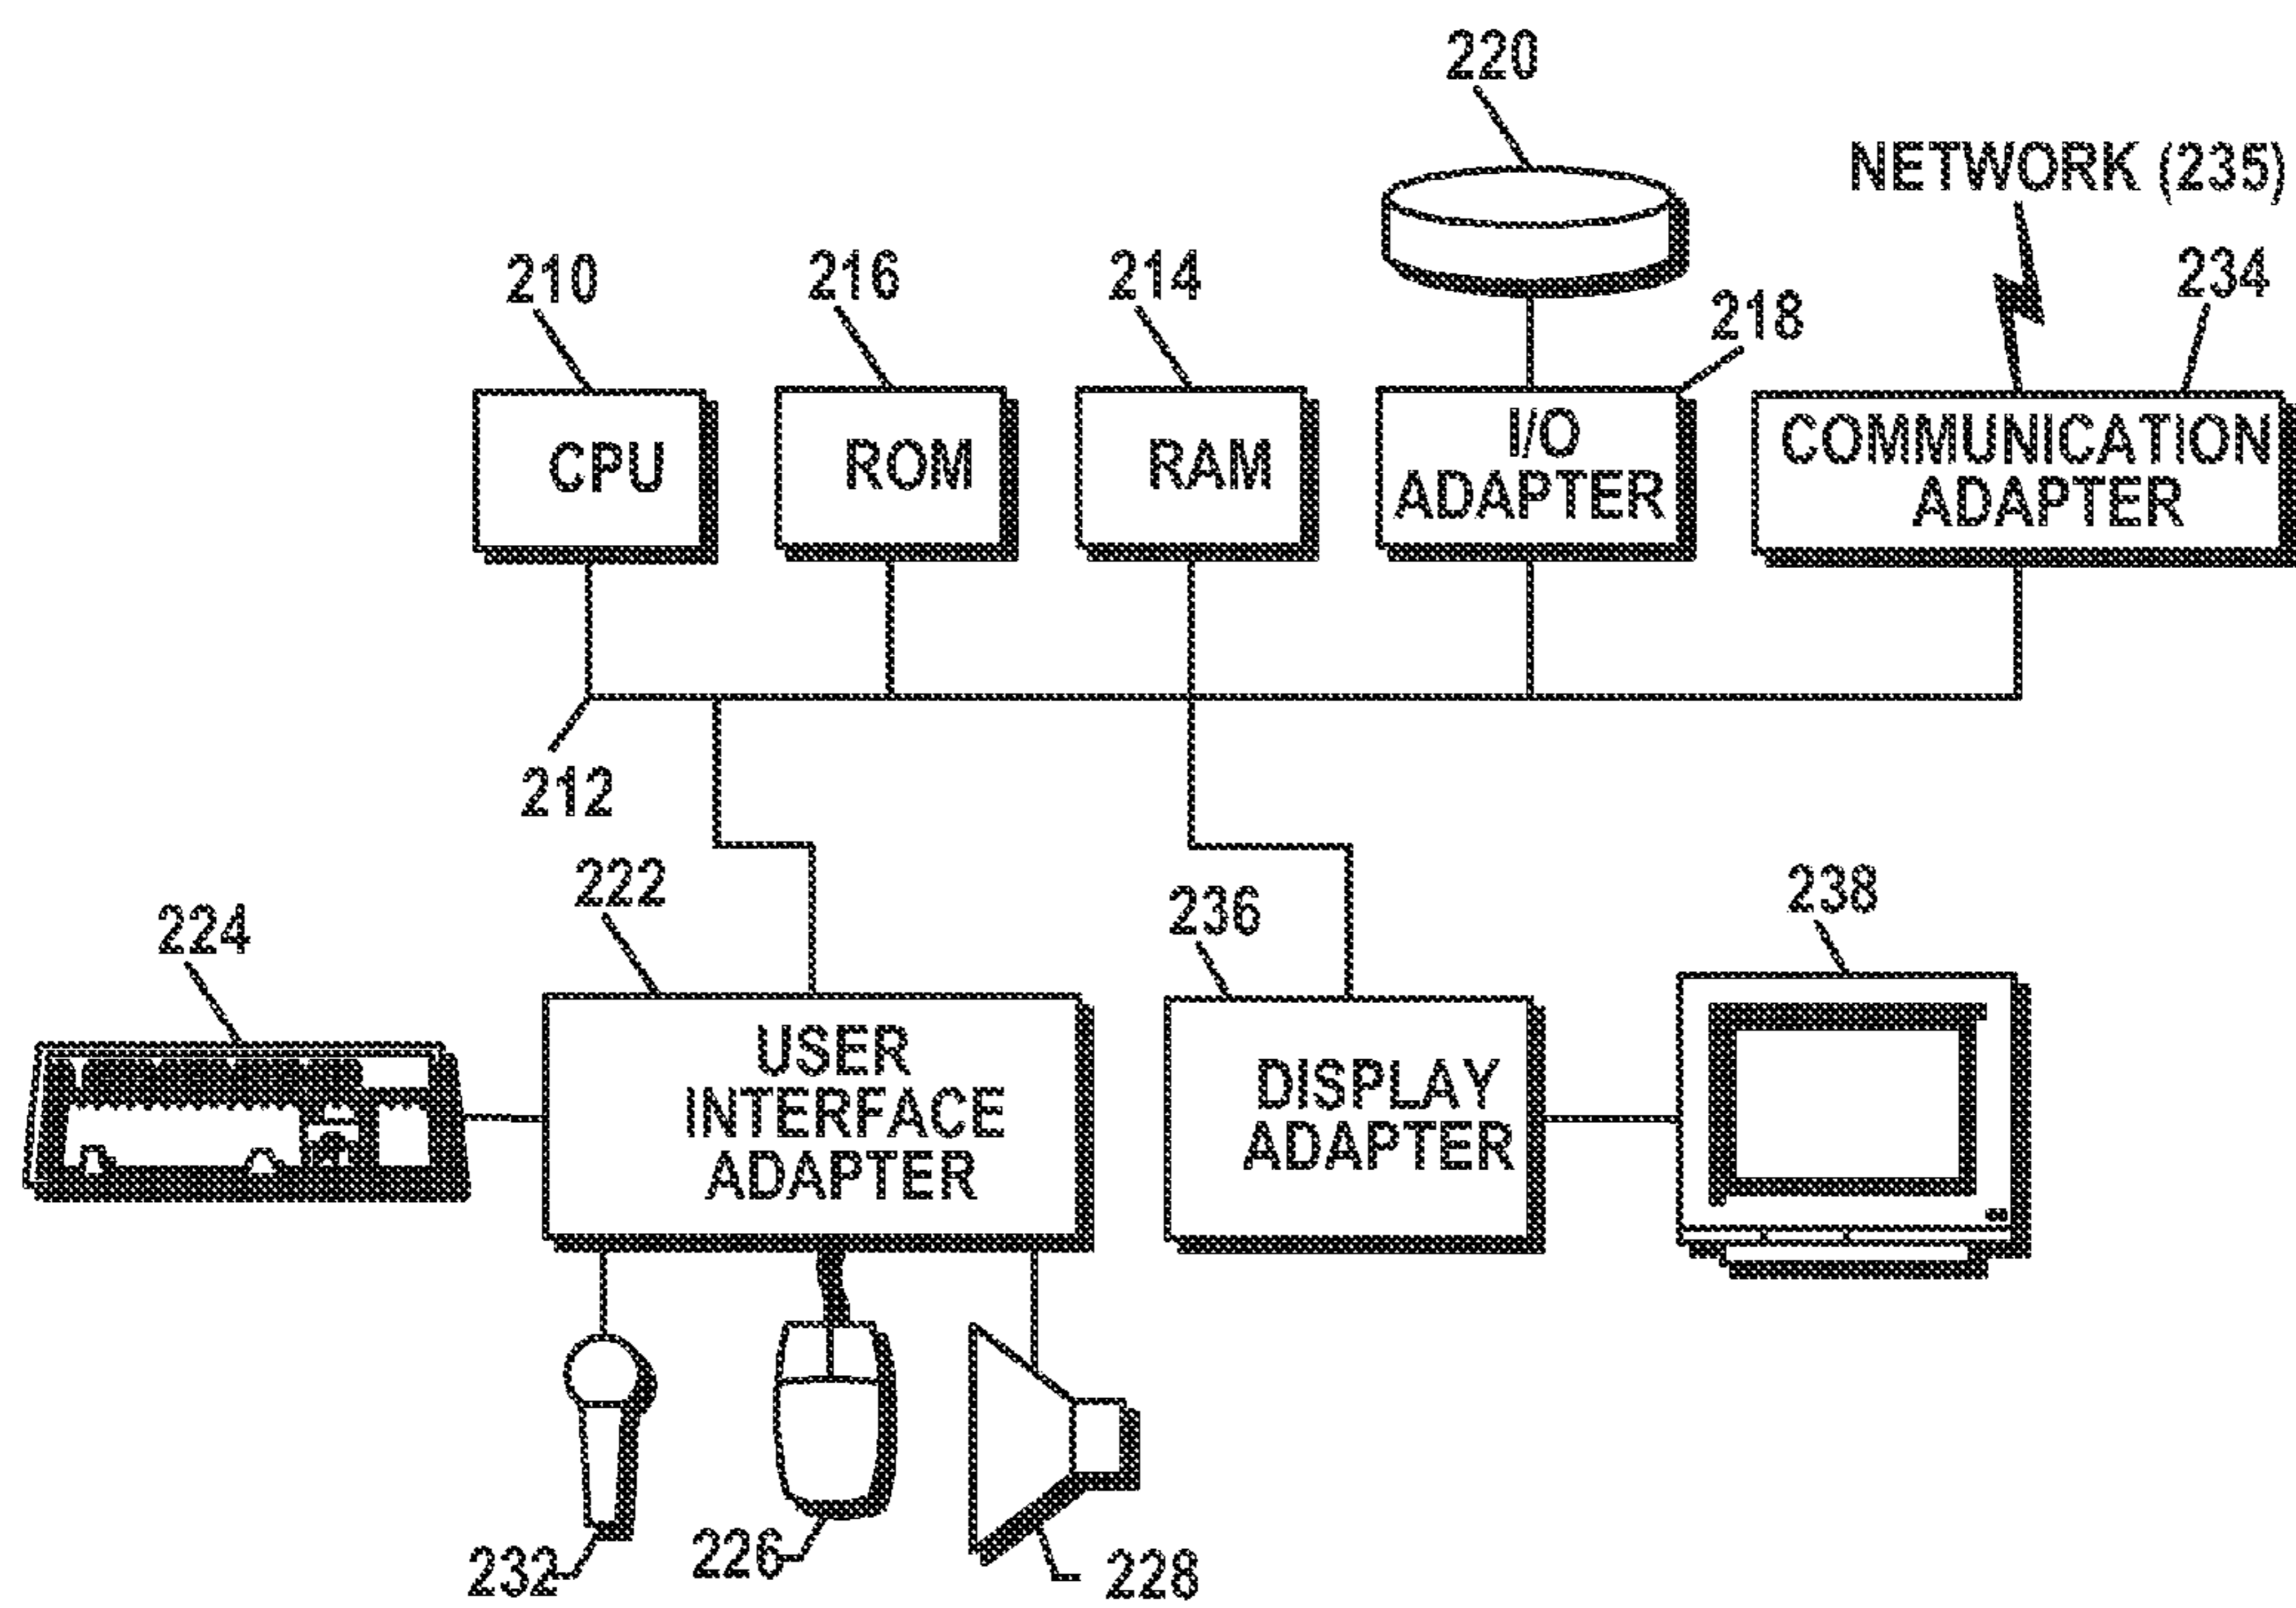 220
NETWORK (235)
210
216
214
218
234
CPU
ROM
RAM
I/O
ADAPTER
COMMUNICATION
ADAPTER
212
222
224
236
238
USER
INTERFACE
ADAPTER
DISPLAY
ADAPTER
232
226
228